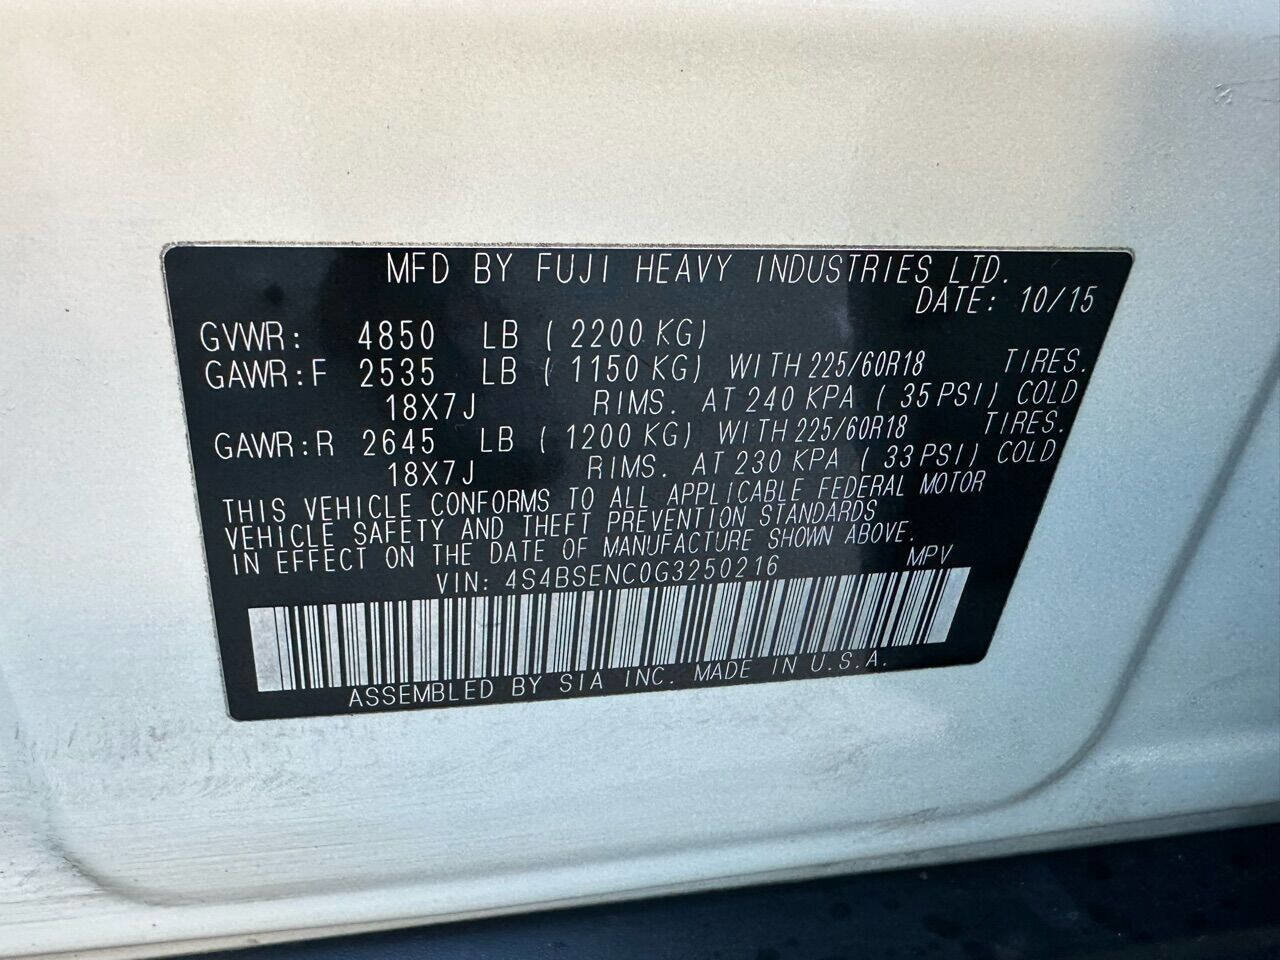 MFD BY FUJI HEAVY INDUSTRIES LTD.
DATE: 10/15
GVWR: 4850 LB ( 2200 KG)
GAWR:F 2535 LB ( 1150 KG) WITH 225/60R18 TIRES.
18X7J RIMS. AT 240 KPA ( 35 PSI) COLD
GAWR:R 2645 LB ( 1200 KG) WITH 225/60R18 TIRES.
18X7J RIMS. AT 230 KPA ( 33 PSI) COLD
THIS VEHICLE CONFORMS TO ALL APPLICABLE FEDERAL MOTOR
VEHICLE SAFETY AND THEFT PREVENTION STANDARDS
IN EFFECT ON THE DATE OF MANUFACTURE SHOWN ABOVE.
VIN: 4S4BSENC0G3250216 MPV
ASSEMBLED BY SIA INC. MADE IN U.S.A.